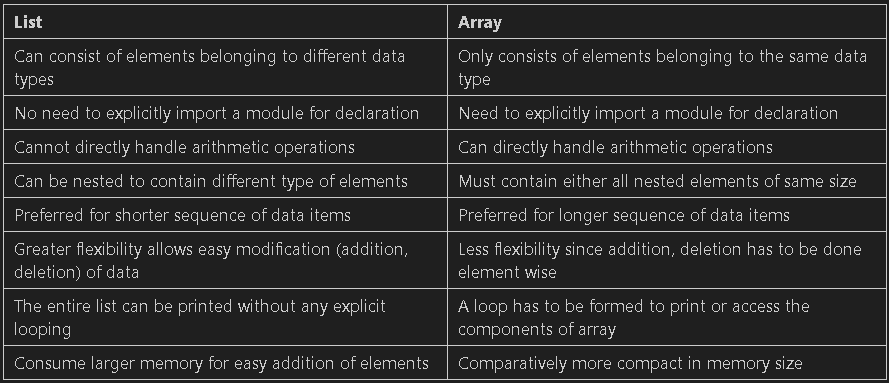 List
Array
Can consist of elements belonging to different data
types
Only consists of elements belonging to the same data
type
No need to explicitly import a module for declaration
Need to explicitly import a module for declaration
Cannot directly handle arithmetic operations
Can directly handle arithmetic operations
Can be nested to contain different type of elements
Must contain either all nested elements of same size
Preferred for shorter sequence of data items
Preferred for longer sequence of data items
Greater flexibility allows easy modification (addition,
deletion) of data
Less flexibility since addition, deletion has to be done
element wise
The entire list can be printed without any explicit
looping
A loop has to be formed to print or access the
components of array
Consume larger memory for easy addition of elements
Comparatively more compact in memory size